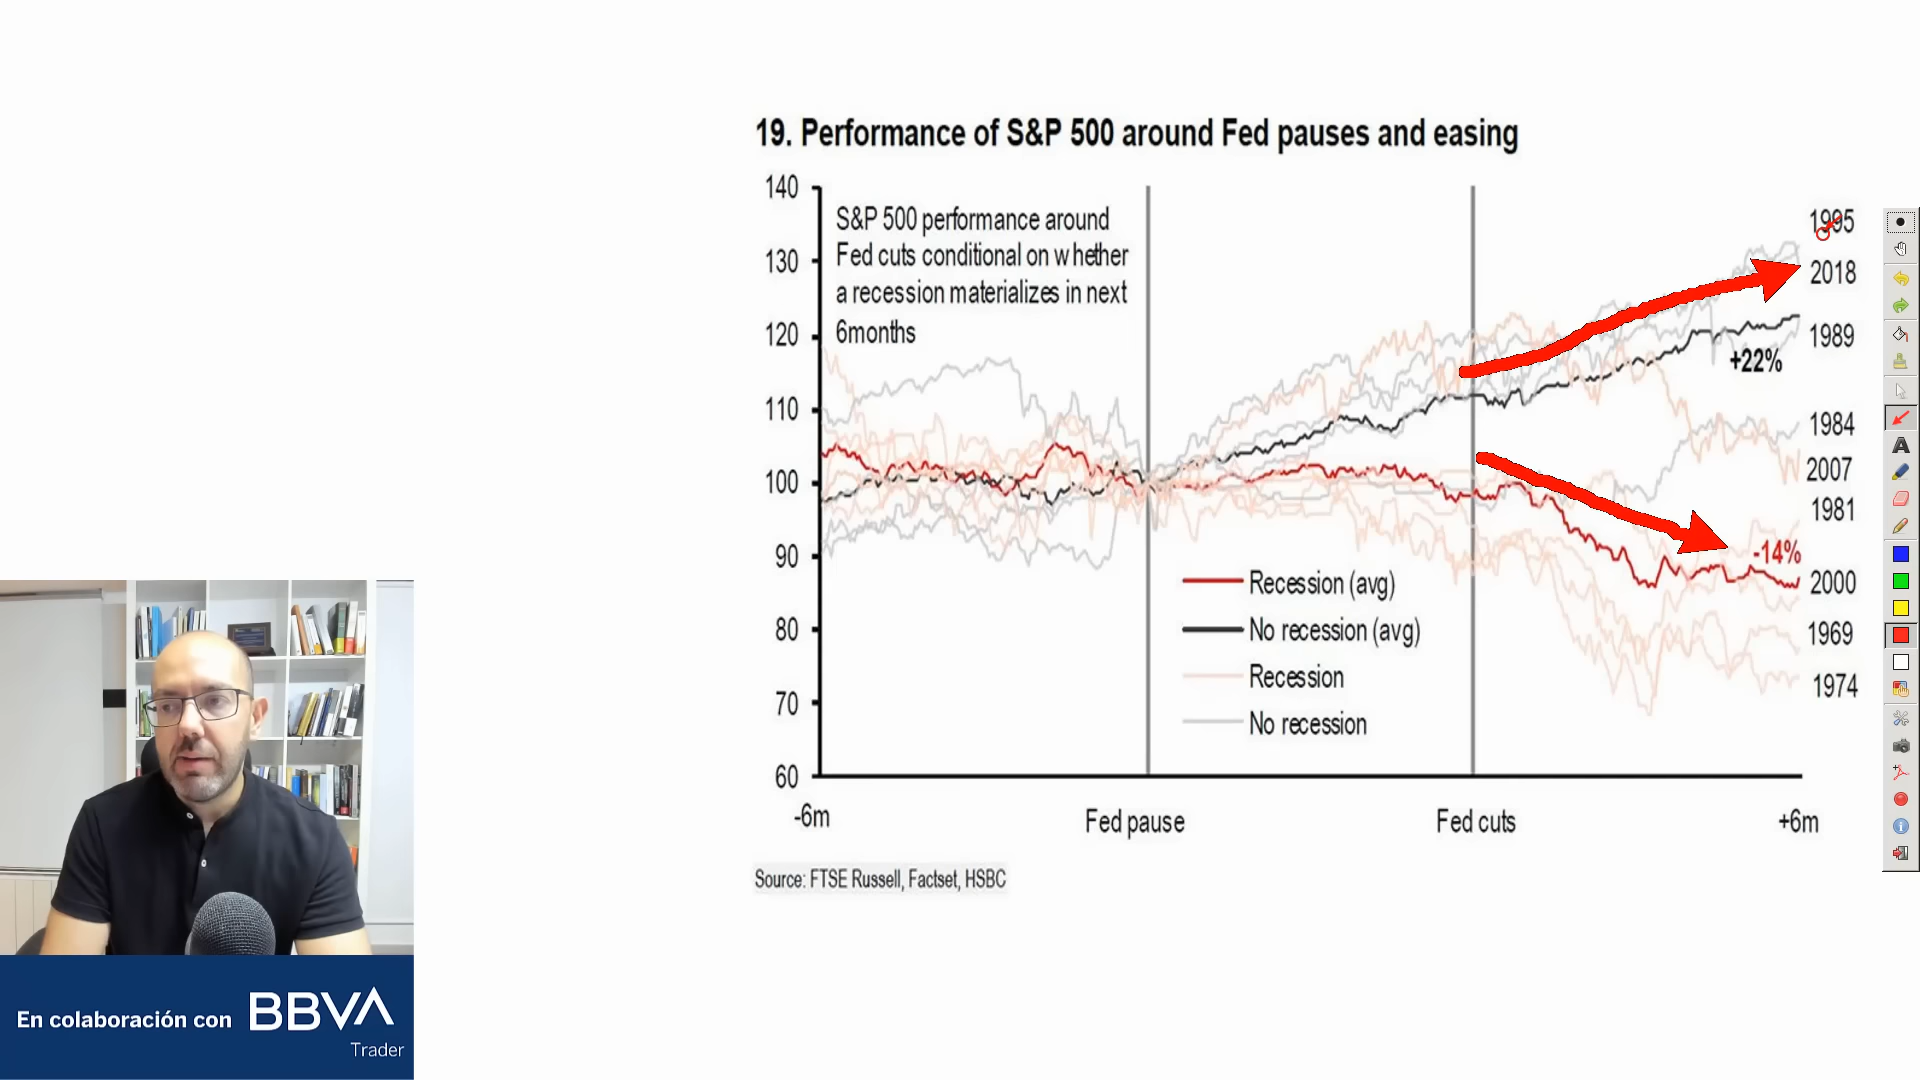 19. Performance of S&P 500 around Fed pauses and easing
140
130
120
110
100
90
80
70
60
S&P 500 performance around
Fed cuts conditional on whether
a recession materializes in next
6months
1995
2018
1989
+22%
1984
2007
1981
-14%
2000
1969
1974
Recession (avg)
No recession (avg)
Recession
No recession
-6m
Fed pause
Fed cuts
+6m
Source: FTSE Russell, Factset, HSBC
A
En colaboración con BBVA
Trader